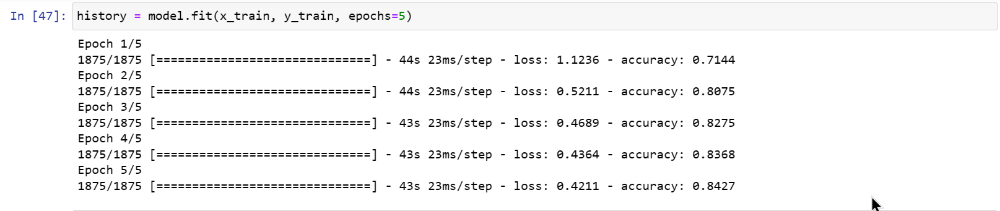 In [47]: history = model.fit(x_train, y_train, epochs=5)
Epoch 1/5
1875/1875 [==============================] - 44s 23ms/step - loss: 1.1236 - accuracy: 0.7144
Epoch 2/5
1875/1875 [==============================] - 44s 23ms/step - loss: 0.5211 - accuracy: 0.8075
Epoch 3/5
1875/1875 [==============================] - 43s 23ms/step - loss: 0.4689 - accuracy: 0.8275
Epoch 4/5
1875/1875 [==============================] - 43s 23ms/step - loss: 0.4364 - accuracy: 0.8368
Epoch 5/5
1875/1875 [==============================] - 43s 23ms/step - loss: 0.4211 - accuracy: 0.8427